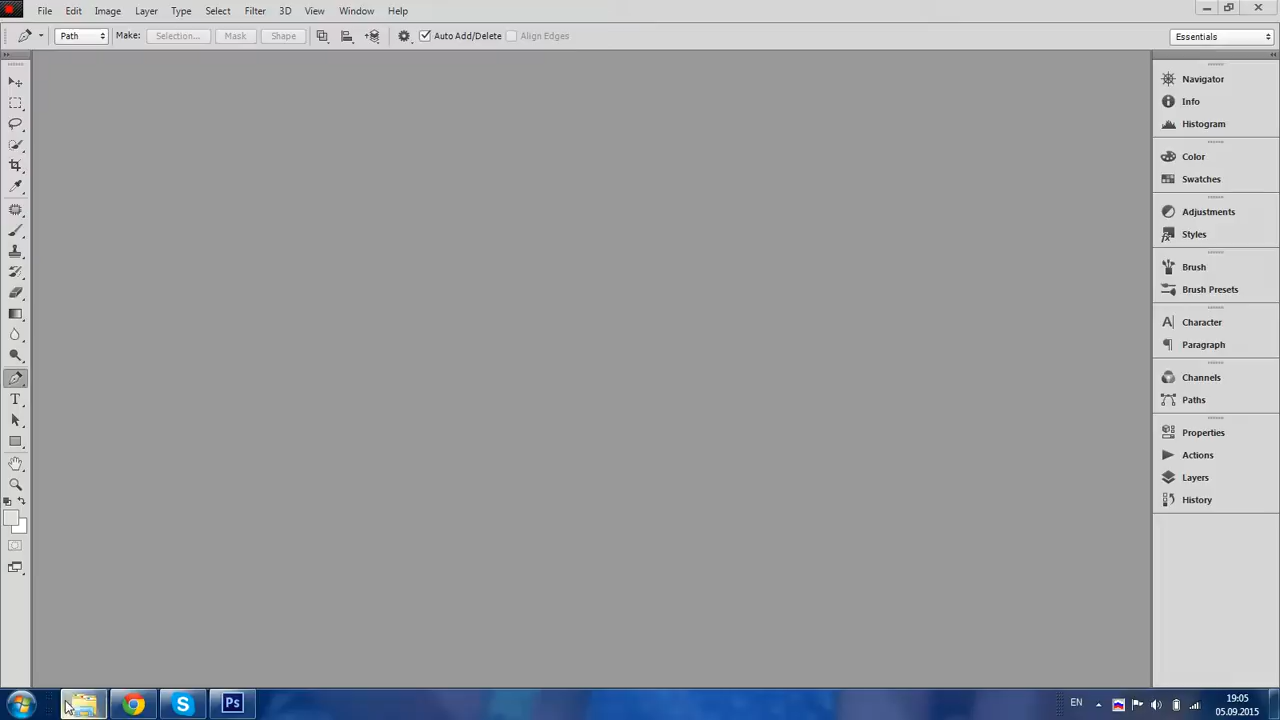 File Edit Image Layer Type Select Filter 3D View Window Help
Path Make: Selection... Mask Shape Auto Add/Delete Align Edges Essentials
Navigator
Info
Histogram
Color
Swatches
Adjustments
Styles
Brush
Brush Presets
Character
Paragraph
Channels
Paths
Properties
Actions
Layers
History
S Ps EN 19:05
05.09.2015